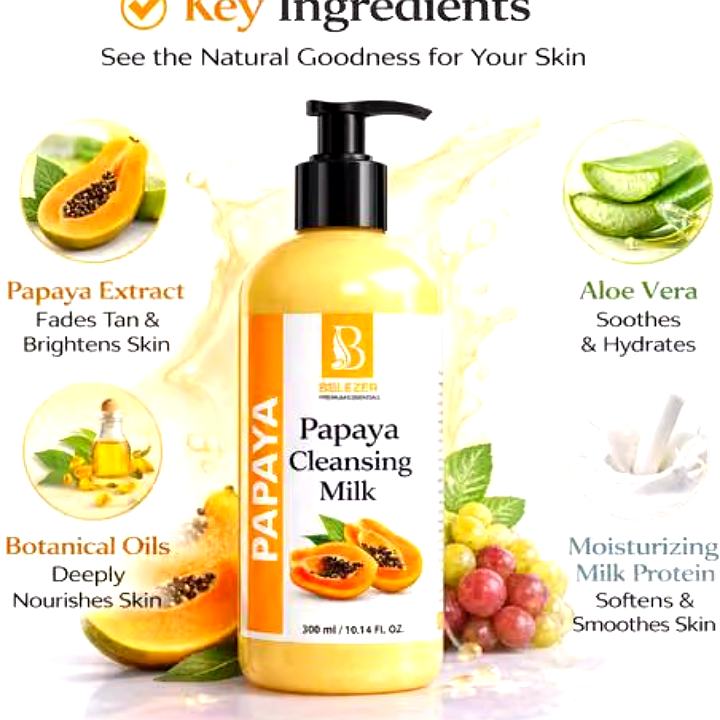 Key Ingredients
See the Natural Goodness for Your Skin
Papaya Extract
Fades Tan &
Brightens Skin
Botanical Oils
Deeply
Nourishes Skin
Aloe Vera
Soothes
& Hydrates
Moisturizing
Milk Protein
Softens &
Smoothes Skin
B
PREMIUM ESSENTIALS
PAPAYA
Papaya
Cleansing
Milk
300 ml / 10.14 FL OZ.